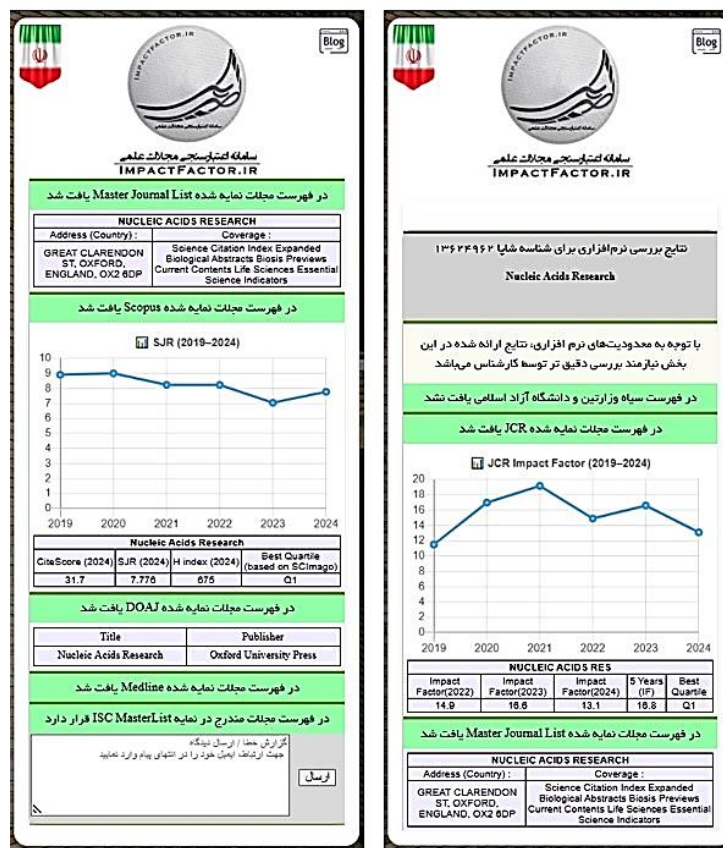 Blog
IMPACTFACTOR.IR
سامانه اعتبارسنجی مجلات علمی
سامانه اعتبارسنجی مجلات علمی
IMPACTFACTOR.IR
در فهرست مجلات نمایه شده Master Journal List یافت شد
NUCLEIC ACIDS RESEARCH
Address (Country) :
Coverage :
GREAT CLARENDON
ST, OXFORD,
ENGLAND, OX2 6DP
Science Citation Index Expanded
Biological Abstracts Biosis Previews
Current Contents Life Sciences Essential
Science Indicators
در فهرست مجلات نمایه شده Scopus یافت شد
SJR (2019–2024)
10
9
8
7
6
5
4
3
2
1
0
2019 2020 2021 2022 2023 2024
Nucleic Acids Research
CiteScore (2024) SJR (2024) H index (2024) Best Quartile
(based on SCImago)
31.7 7.776 675 Q1
در فهرست مجلات نمایه شده DOAJ یافت شد
Title Publisher
Nucleic Acids Research Oxford University Press
در فهرست مجلات نمایه شده Medline یافت شد
در فهرست مجلات مندرج در نمایه ISC MasterList قرار دارد
گزارش خطا / ارسال دیدگاه
جهت ارتباط، ایمیل خود را در انتهای پیام وارد نمایید
ارسال
Blog
IMPACTFACTOR.IR
سامانه اعتبارسنجی مجلات علمی
سامانه اعتبارسنجی مجلات علمی
IMPACTFACTOR.IR
نتایج بررسی نرم‌افزاری برای شناسه شاپا ۱۳۶۲۴۹۶۲
Nucleic Acids Research
با توجه به محدودیت‌های نرم افزاری، نتایج ارائه شده در این
بخش نیازمند بررسی دقیق تر توسط کارشناس می‌باشد
در فهرست سیاه وزارتین و دانشگاه آزاد اسلامی یافت نشد
در فهرست مجلات نمایه شده JCR یافت شد
JCR Impact Factor (2019–2024)
20
18
16
14
12
10
8
6
4
2
0
2019 2020 2021 2022 2023 2024
NUCLEIC ACIDS RES
Impact Factor(2022) Impact Factor(2023) Impact Factor(2024) 5 Years (IF) Best Quartile
14.9 16.6 13.1 16.8 Q1
در فهرست مجلات نمایه شده Master Journal List یافت شد
NUCLEIC ACIDS RESEARCH
Address (Country) :
Coverage :
GREAT CLARENDON
ST, OXFORD,
ENGLAND, OX2 6DP
Science Citation Index Expanded
Biological Abstracts Biosis Previews
Current Contents Life Sciences Essential
Science Indicators